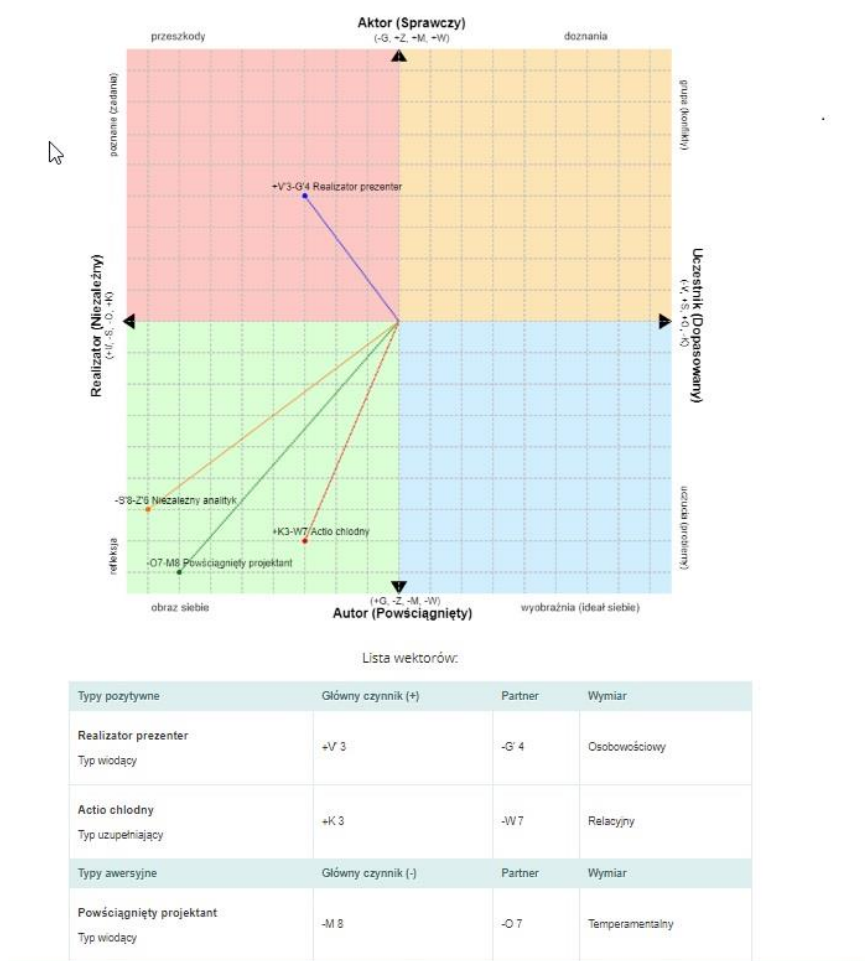 Aktor (Sprawczy)
przeszkody
(-G, +Z, +M, +W)
doznania
poznanie (zadania)
grupa (konflikty)
+V'3-G'4 Realizator prezenter
Realizator (Niezależny)
(+V, -S, -O, +K)
Uczestnik (Dopasowany)
(-V, +S, +O, -K)
-S'8-Z'6 Niezalezny analityk
+K3-W7 Actio chlodny
-O7-M8 Powściągnięty projektant
refleksja
uczucia (problemy)
obraz siebie
(+G, -Z, -M, -W)
wyobraźnia (ideał siebie)
Autor (Powściągnięty)
Lista wektorów:
Typy pozytywne Główny czynnik (+) Partner Wymiar
Realizator prezenter
Typ wiodący
+V' 3 -G' 4 Osobowościowy
Actio chlodny
Typ uzupełniający
+K 3 -W 7 Relacyjny
Typy awersyjne Główny czynnik (-) Partner Wymiar
Powściągnięty projektant
Typ wiodący
-M 8 -O 7 Temperamentalny